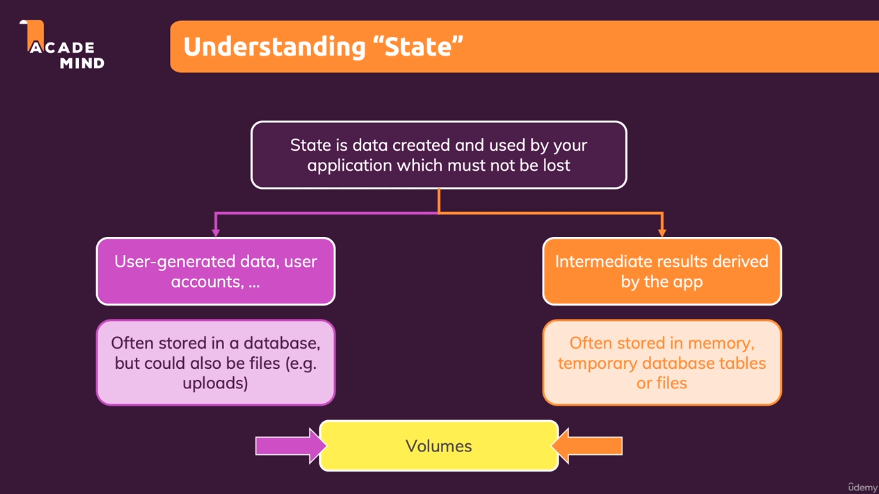 ACADE
MIND
Understanding “State”
State is data created and used by your
application which must not be lost
User-generated data, user
accounts, ...
Intermediate results derived
by the app
Often stored in a database,
but could also be files (e.g.
uploads)
Often stored in memory,
temporary database tables
or files
Volumes
ûdemy